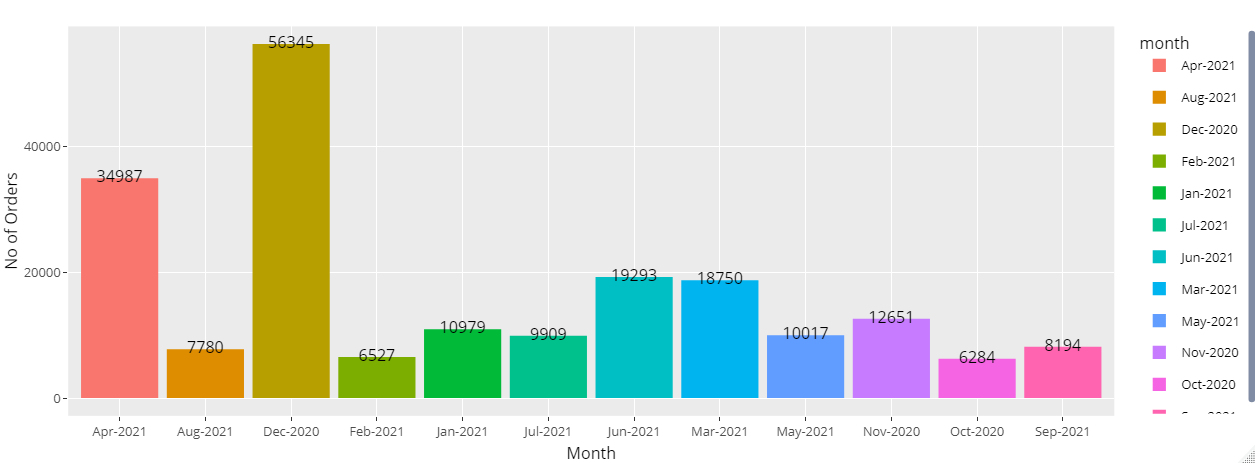 56345
34987
7780
6527
10979
9909
19293
18750
10017
12651
6284
8194
No of Orders
40000
20000
0
Apr-2021 Aug-2021 Dec-2020 Feb-2021 Jan-2021 Jul-2021 Jun-2021 Mar-2021 May-2021 Nov-2020 Oct-2020 Sep-2021
Month
month
Apr-2021
Aug-2021
Dec-2020
Feb-2021
Jan-2021
Jul-2021
Jun-2021
Mar-2021
May-2021
Nov-2020
Oct-2020